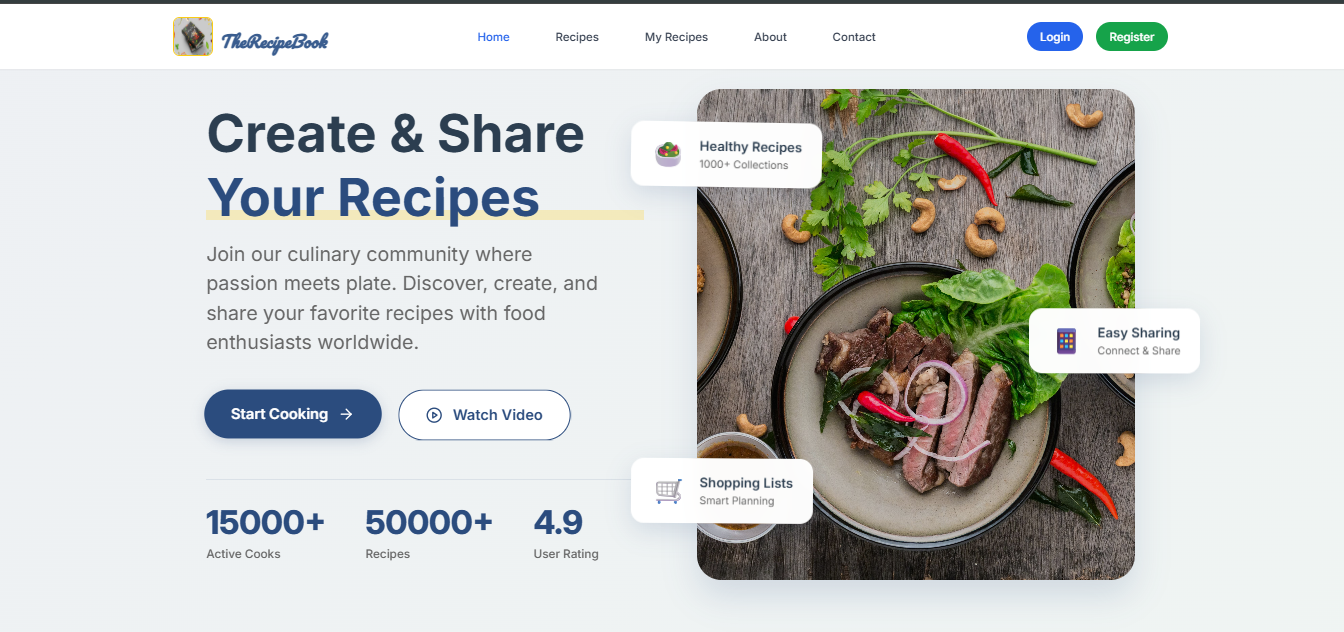 TheRecipeBook
Home
Recipes
My Recipes
About
Contact
Login
Register
Create & Share
Your Recipes
Join our culinary community where
passion meets plate. Discover, create, and
share your favorite recipes with food
enthusiasts worldwide.
Start Cooking
Watch Video
15000+
Active Cooks
50000+
Recipes
4.9
User Rating
Healthy Recipes
1000+ Collections
Easy Sharing
Connect & Share
Shopping Lists
Smart Planning